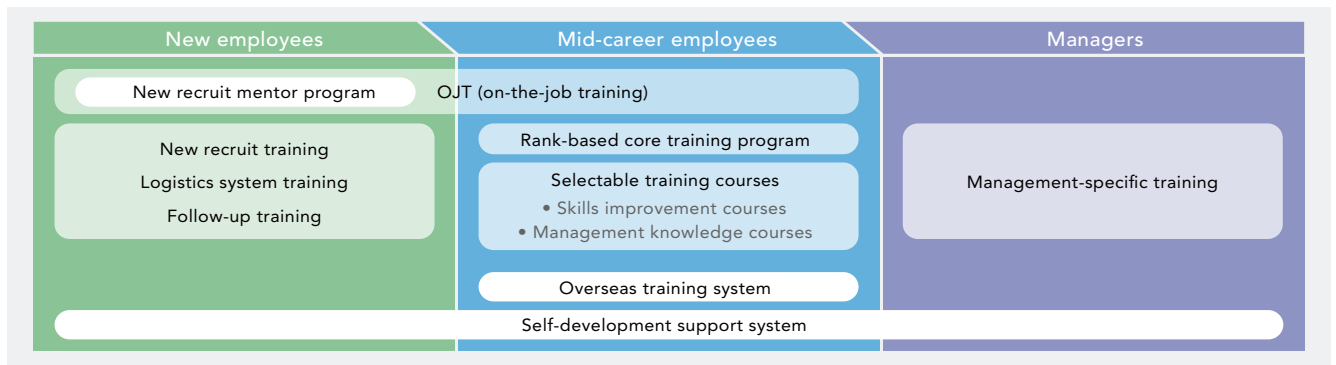 New employees
Mid-career employees
Managers
New recruit mentor program
OJT (on-the-job training)
New recruit training
Logistics system training
Follow-up training
Rank-based core training program
Selectable training courses
• Skills improvement courses
• Management knowledge courses
Management-specific training
Overseas training system
Self-development support system